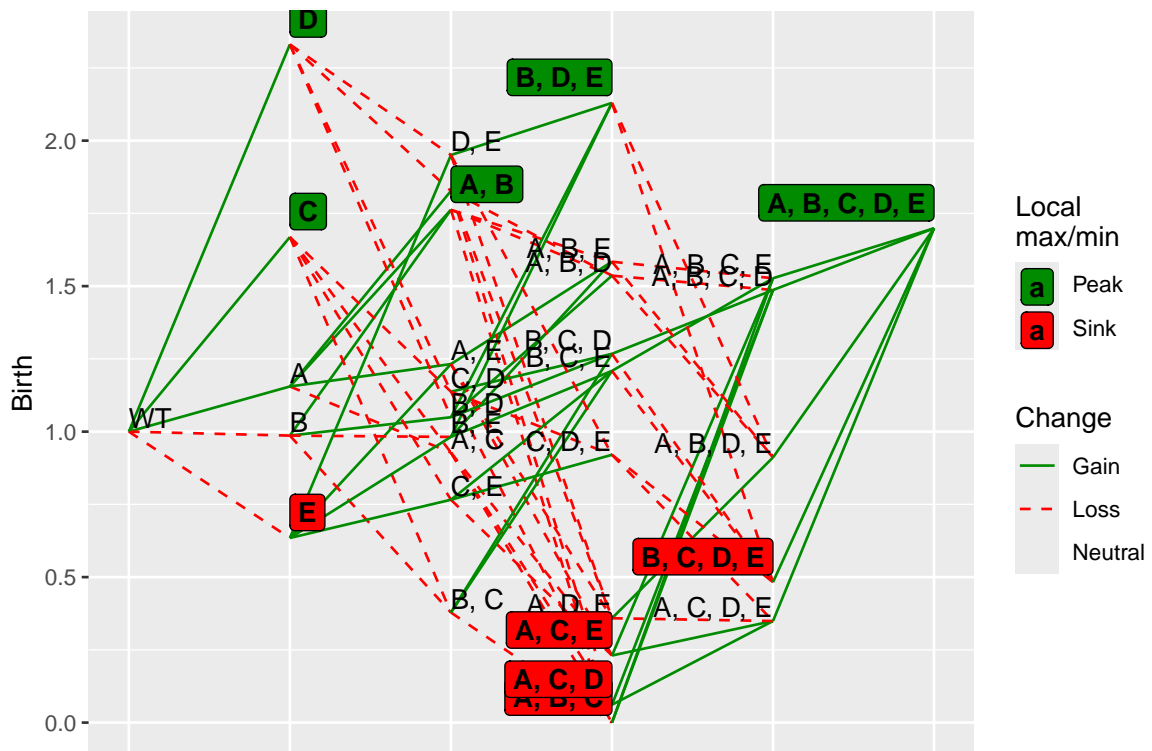 D
B, D, E
D, E
2.0
A, B
A, B, C, D, E
C
Local
max/min
A, B, E
A, B, D
A, B, C, E
A, B, C, D
a Peak
1.5
a Sink
B, C, D
A, E
B, C, E
A
C, D
Birth
B, D
WT
B
B, E
Change
1.0
A, C
C, D, E
A, B, D, E
Gain
C, E
Loss
E
Neutral
B, C, D, E
0.5
B, C
A, D, E
A, C, D, E
A, C, E
A, C, D
A, B, C
0.0